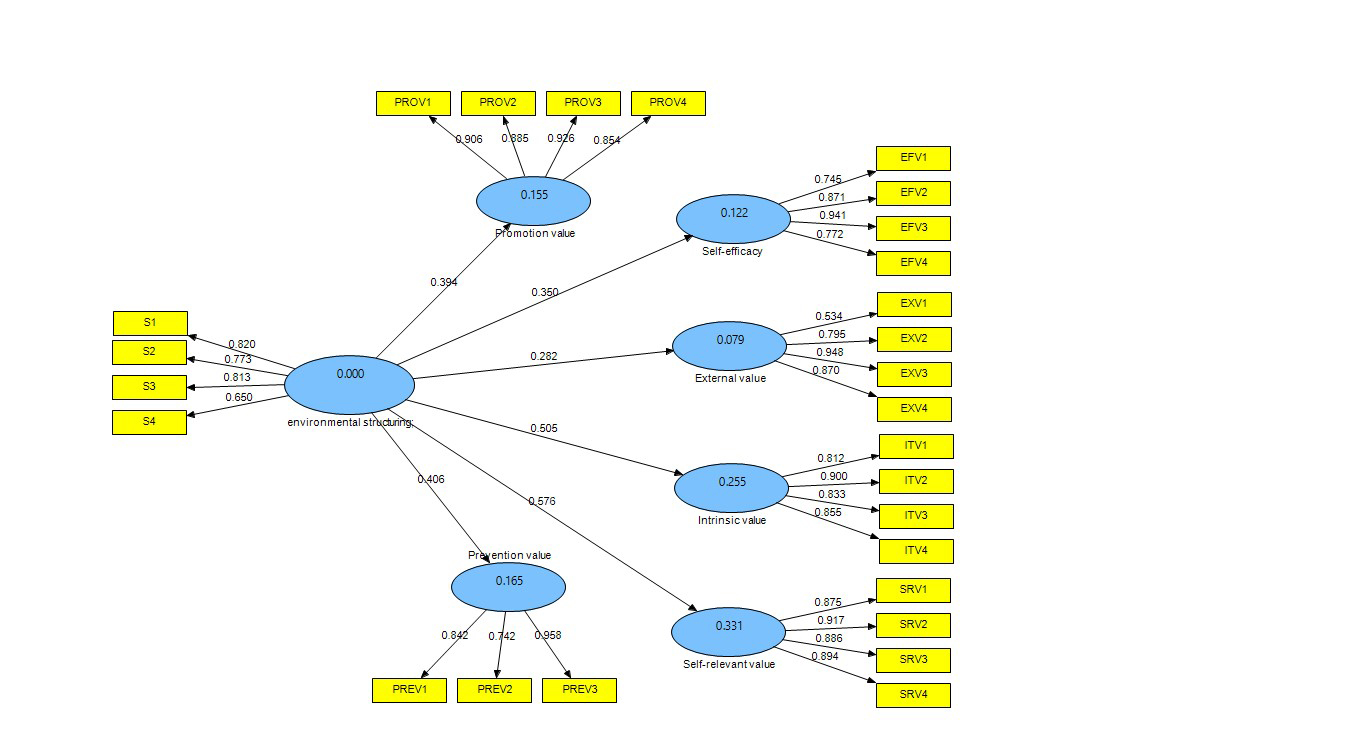 PROV1 PROV2 PROV3 PROV4
0.906 0.885 0.926 0.854
0.155
Promotion value
EFV1
EFV2
EFV3
EFV4
0.745
0.871
0.941
0.772
0.122
Self-efficacy
0.394
0.350
S1
S2
S3
S4
0.820
0.773
0.813
0.650
0.000
environmental structuring;
0.282
EXV1
EXV2
EXV3
EXV4
0.534
0.795
0.948
0.870
0.079
External value
0.505
ITV1
ITV2
ITV3
ITV4
0.812
0.900
0.833
0.855
0.255
Intrinsic value
0.406
0.576
Prevention value
0.165
0.842 0.742 0.958
PREV1 PREV2 PREV3
SRV1
SRV2
SRV3
SRV4
0.875
0.917
0.886
0.894
0.331
Self-relevant value